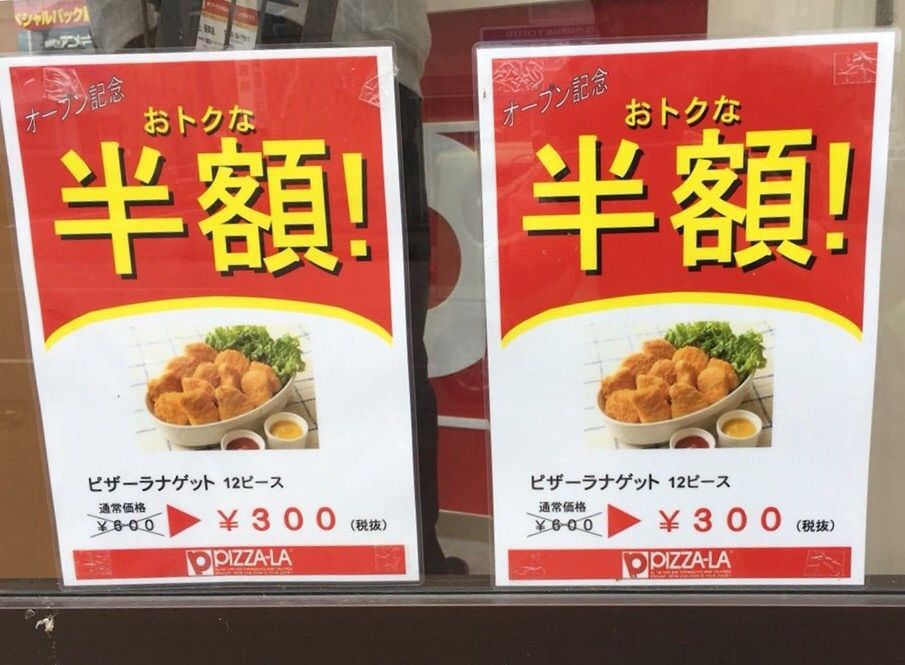 オープン記念
おトクな
半額!
ピザーラナゲット 12ピース
通常価格
￥600 ￥300 (税抜)
PIZZA-LA
オープン記念
おトクな
半額!
ピザーラナゲット 12ピース
通常価格
￥600 ￥300 (税抜)
PIZZA-LA